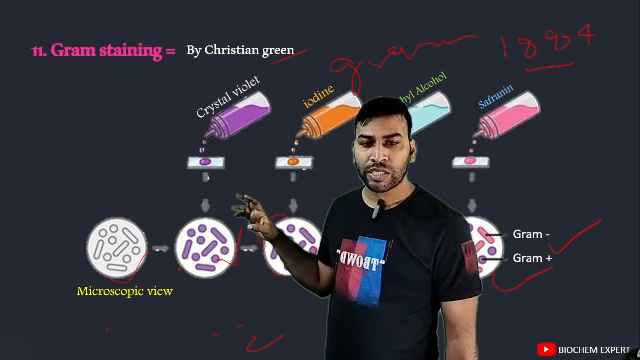 11. Gram staining = By Christian green
gram 1884
Crystal violet
iodine
hyl Alcohol
Safranin
Gram -
Gram +
Microscopic view
"TBOWD"
BIOCHEM EXPERT